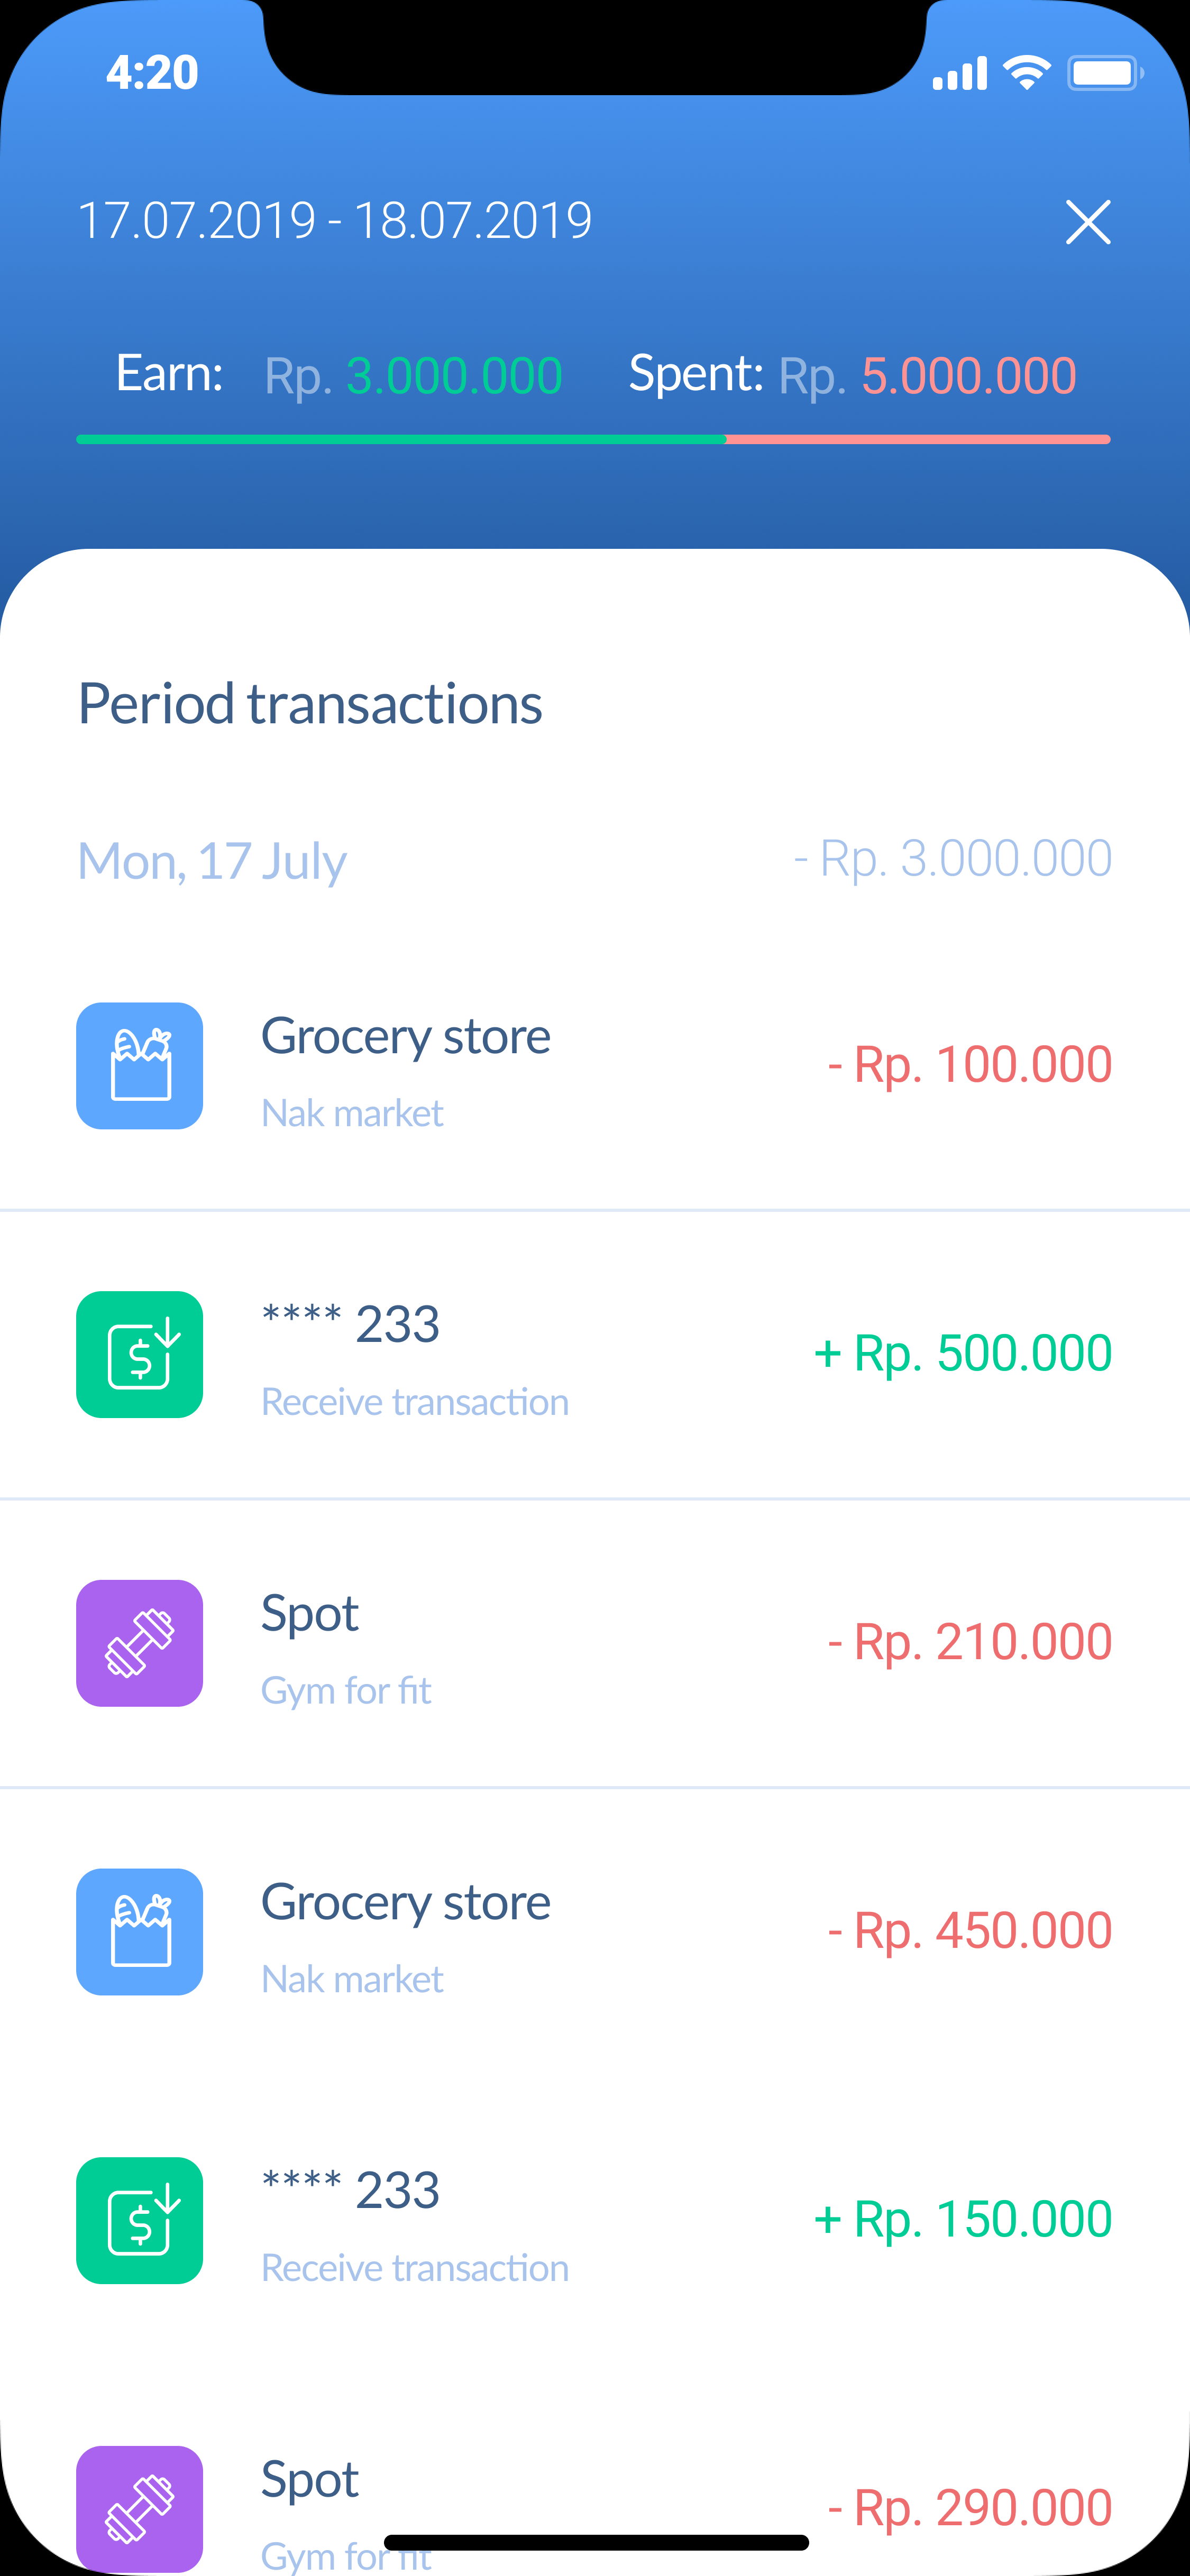 4:20
17.07.2019 - 18.07.2019
Earn: Rp. 3.000.000 Spent: Rp. 5.000.000
Period transactions
Mon, 17 July - Rp. 3.000.000
Grocery store
- Rp. 100.000
Nak market
**** 233
+ Rp. 500.000
Receive transaction
Spot
- Rp. 210.000
Gym for fit
Grocery store
- Rp. 450.000
Nak market
**** 233
+ Rp. 150.000
Receive transaction
Spot
- Rp. 290.000
Gym for fit